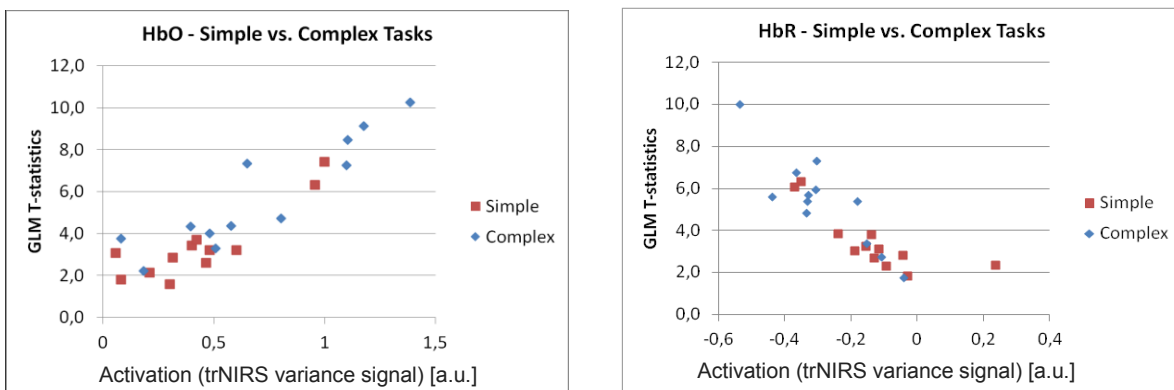 HbO - Simple vs. Complex Tasks
12,0
10,0
8,0
6,0
4,0
2,0
0,0
GLM T-statistics
0
0,5
1
1,5
Activation (trNIRS variance signal) [a.u.]
Simple
Complex
HbR - Simple vs. Complex Tasks
12,0
10,0
8,0
6,0
4,0
2,0
0,0
GLM T-statistics
-0,6
-0,4
-0,2
0
0,2
0,4
Activation (trNIRS variance signal) [a.u.]
Simple
Complex